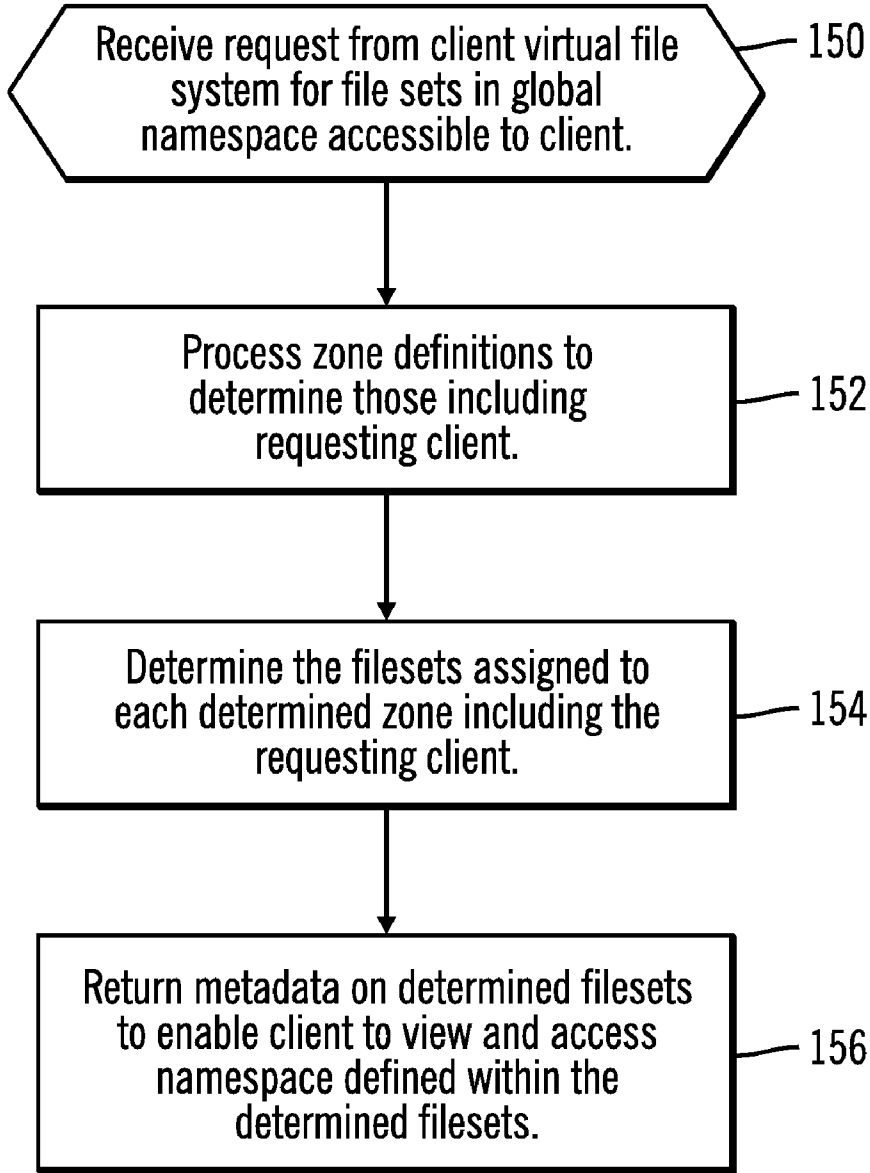 Receive request from client virtual file
system for file sets in global
namespace accessible to client.
150
Process zone definitions to
determine those including
requesting client.
152
Determine the filesets assigned to
each determined zone including the
requesting client.
154
Return metadata on determined filesets
to enable client to view and access
namespace defined within the
determined filesets.
156